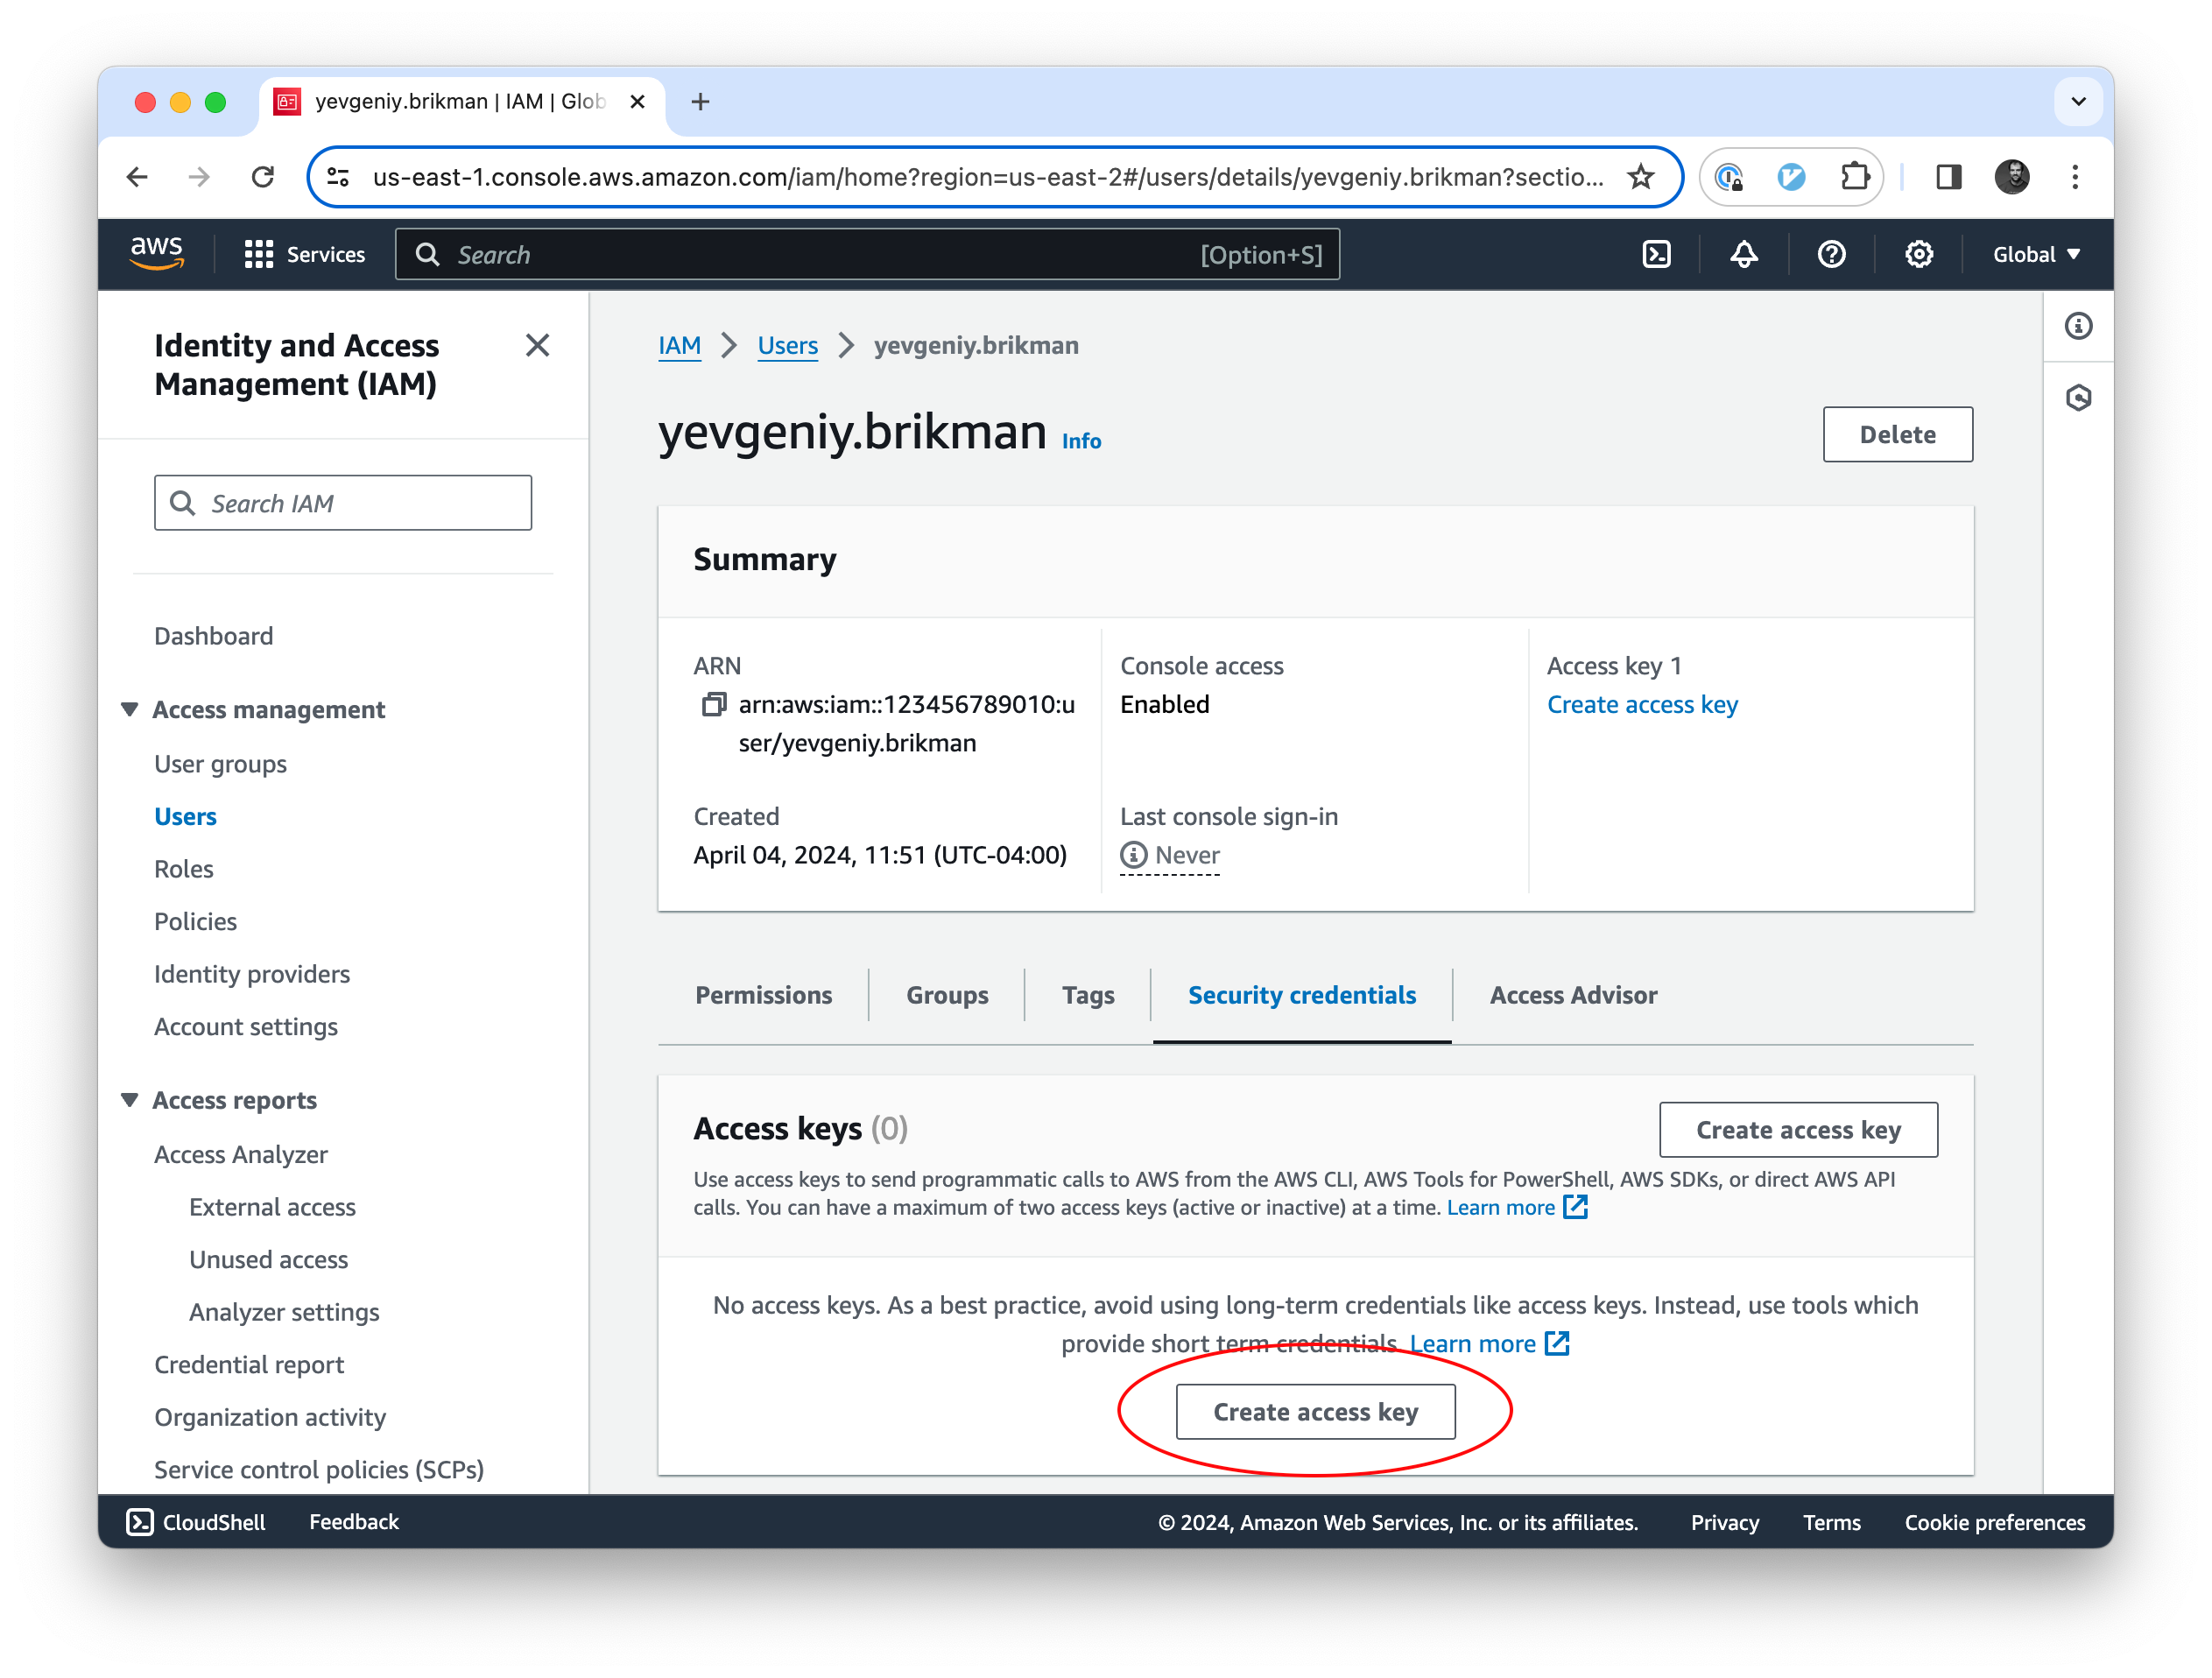 yevgeniy.brikman | IAM | Glob
us-east-1.console.aws.amazon.com/iam/home?region=us-east-2#/users/details/yevgeniy.brikman?sectio...
aws
Services
Search
[Option+S]
Global
Identity and Access
Management (IAM)
Search IAM
Dashboard
Access management
User groups
Users
Roles
Policies
Identity providers
Account settings
Access reports
Access Analyzer
External access
Unused access
Analyzer settings
Credential report
Organization activity
Service control policies (SCPs)
IAM > Users > yevgeniy.brikman
yevgeniy.brikman Info
Delete
Summary
ARN
arn:aws:iam::123456789010:u
ser/yevgeniy.brikman
Console access
Enabled
Access key 1
Create access key
Created
April 04, 2024, 11:51 (UTC-04:00)
Last console sign-in
Never
Permissions
Groups
Tags
Security credentials
Access Advisor
Access keys (0)
Create access key
Use access keys to send programmatic calls to AWS from the AWS CLI, AWS Tools for PowerShell, AWS SDKs, or direct AWS API
calls. You can have a maximum of two access keys (active or inactive) at a time. Learn more
No access keys. As a best practice, avoid using long-term credentials like access keys. Instead, use tools which
provide short term credentials. Learn more
Create access key
CloudShell
Feedback
© 2024, Amazon Web Services, Inc. or its affiliates.
Privacy
Terms
Cookie preferences